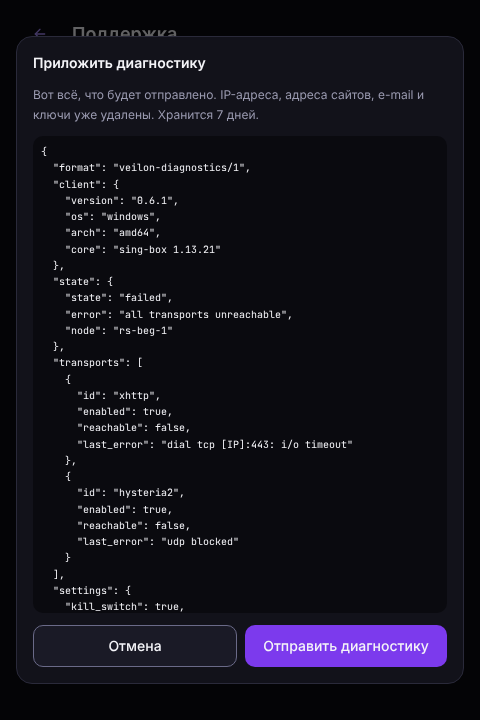 ← Поддержка
Приложить диагностику
Вот всё, что будет отправлено. IP-адреса, адреса сайтов, e-mail и
ключи уже удалены. Хранится 7 дней.
{
  "format": "veilon-diagnostics/1",
  "client": {
    "version": "0.6.1",
    "os": "windows",
    "arch": "amd64",
    "core": "sing-box 1.13.21"
  },
  "state": {
    "state": "failed",
    "error": "all transports unreachable",
    "node": "rs-beg-1"
  },
  "transports": [
    {
      "id": "xhttp",
      "enabled": true,
      "reachable": false,
      "last_error": "dial tcp [IP]:443: i/o timeout"
    },
    {
      "id": "hysteria2",
      "enabled": true,
      "reachable": false,
      "last_error": "udp blocked"
    }
  ],
  "settings": {
    "kill_switch": true,
Отмена
Отправить диагностику